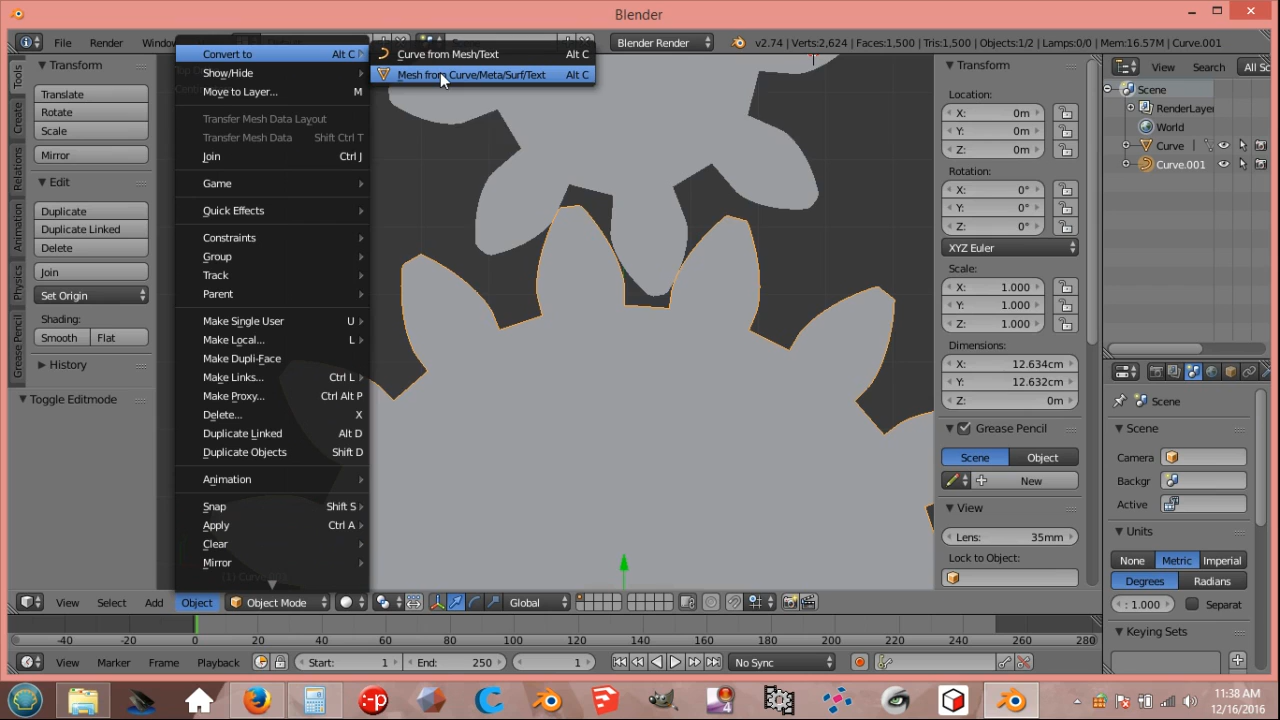 Blender
File Render Window
Blender Render
v2.74 | Verts:2,624 | Faces:1,500 | Tris:1,500 | Objects:1/2 | Lamps:0/0 | Mem:16.57M | Curve.001
View Search All Sc
Convert to Alt C
Curve from Mesh/Text Alt C
Mesh from Curve/Meta/Surf/Text Alt C
Show/Hide
Move to Layer... M
Transfer Mesh Data Layout
Transfer Mesh Data Shift Ctrl T
Join Ctrl J
Game
Quick Effects
Constraints
Group
Track
Parent
Make Single User U
Make Local... L
Make Dupli-Face
Make Links... Ctrl L
Make Proxy... Ctrl Alt P
Delete... X
Duplicate Linked Alt D
Duplicate Objects Shift D
Animation
Snap Shift S
Apply Ctrl A
Clear
Mirror
Tools
Create
Relations
Animation
Physics
Grease Pencil
Transform
Translate
Rotate
Scale
Mirror
Edit
Duplicate
Duplicate Linked
Delete
Join
Set Origin
Shading:
Smooth Flat
History
Toggle Editmode
Transform
Location:
X: 0m
Y: 0m
Z: 0m
Rotation:
X: 0°
Y: 0°
Z: 0°
XYZ Euler
Scale:
X: 1.000
Y: 1.000
Z: 1.000
Dimensions:
X: 12.634cm
Y: 12.632cm
Z: 0m
Grease Pencil
Scene Object
New
View
Lens: 35mm
Lock to Object:
Scene
RenderLayer
World
Curve
Curve.001
Scene
Scene
Camera
Backgr
Active
Units
None Metric Imperial
Degrees Radians
: 1.000 Separat
Keying Sets
View Select Add Object Object Mode Global
-40 -20 0 20 40 60 80 100 120 140 160 180 200 220 240 260 280
View Marker Frame Playback Start: 1 End: 250 1 No Sync
11:38 AM
12/16/2016